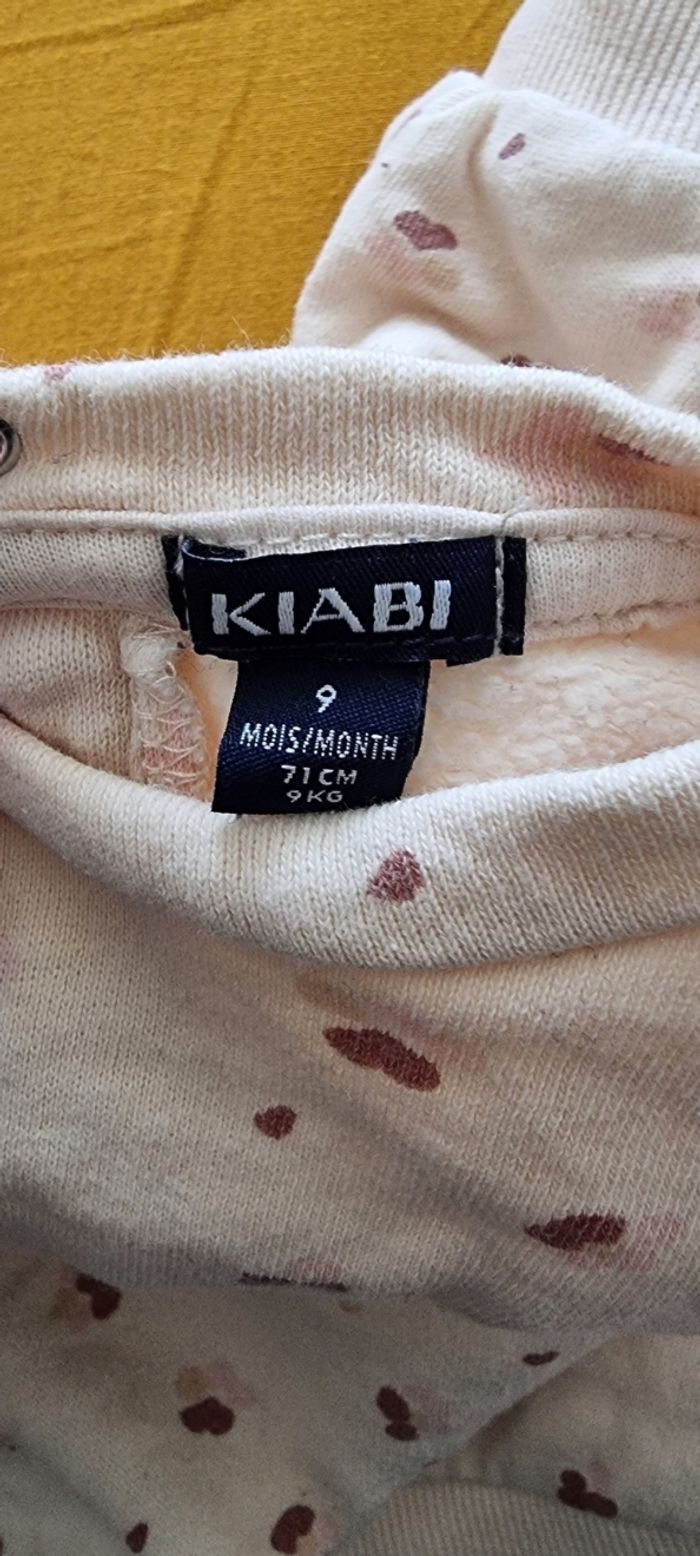 KIABI
9
MOIS/MONTH
71CM
9KG